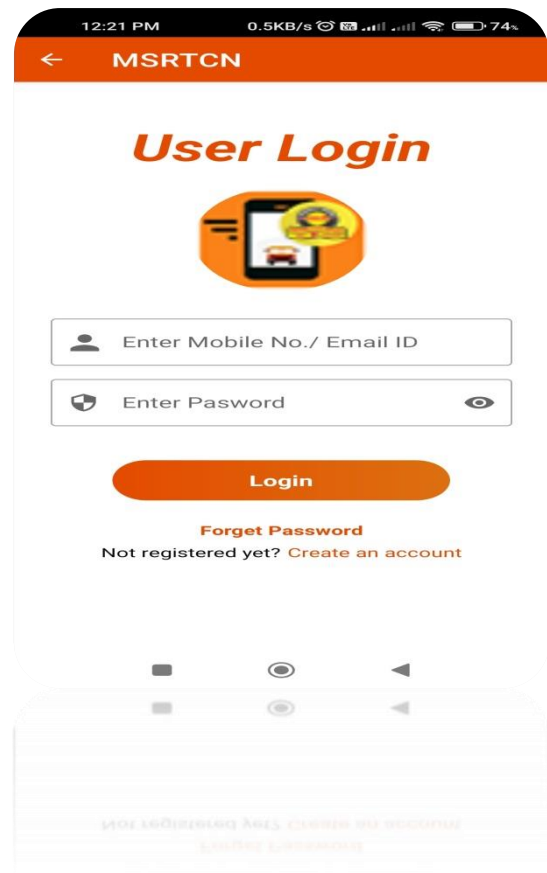 12:21 PM 0.5KB/s 74%
MSRTCN
User Login
Enter Mobile No./ Email ID
Enter Pasword
Login
Forget Password
Not registered yet? Create an account